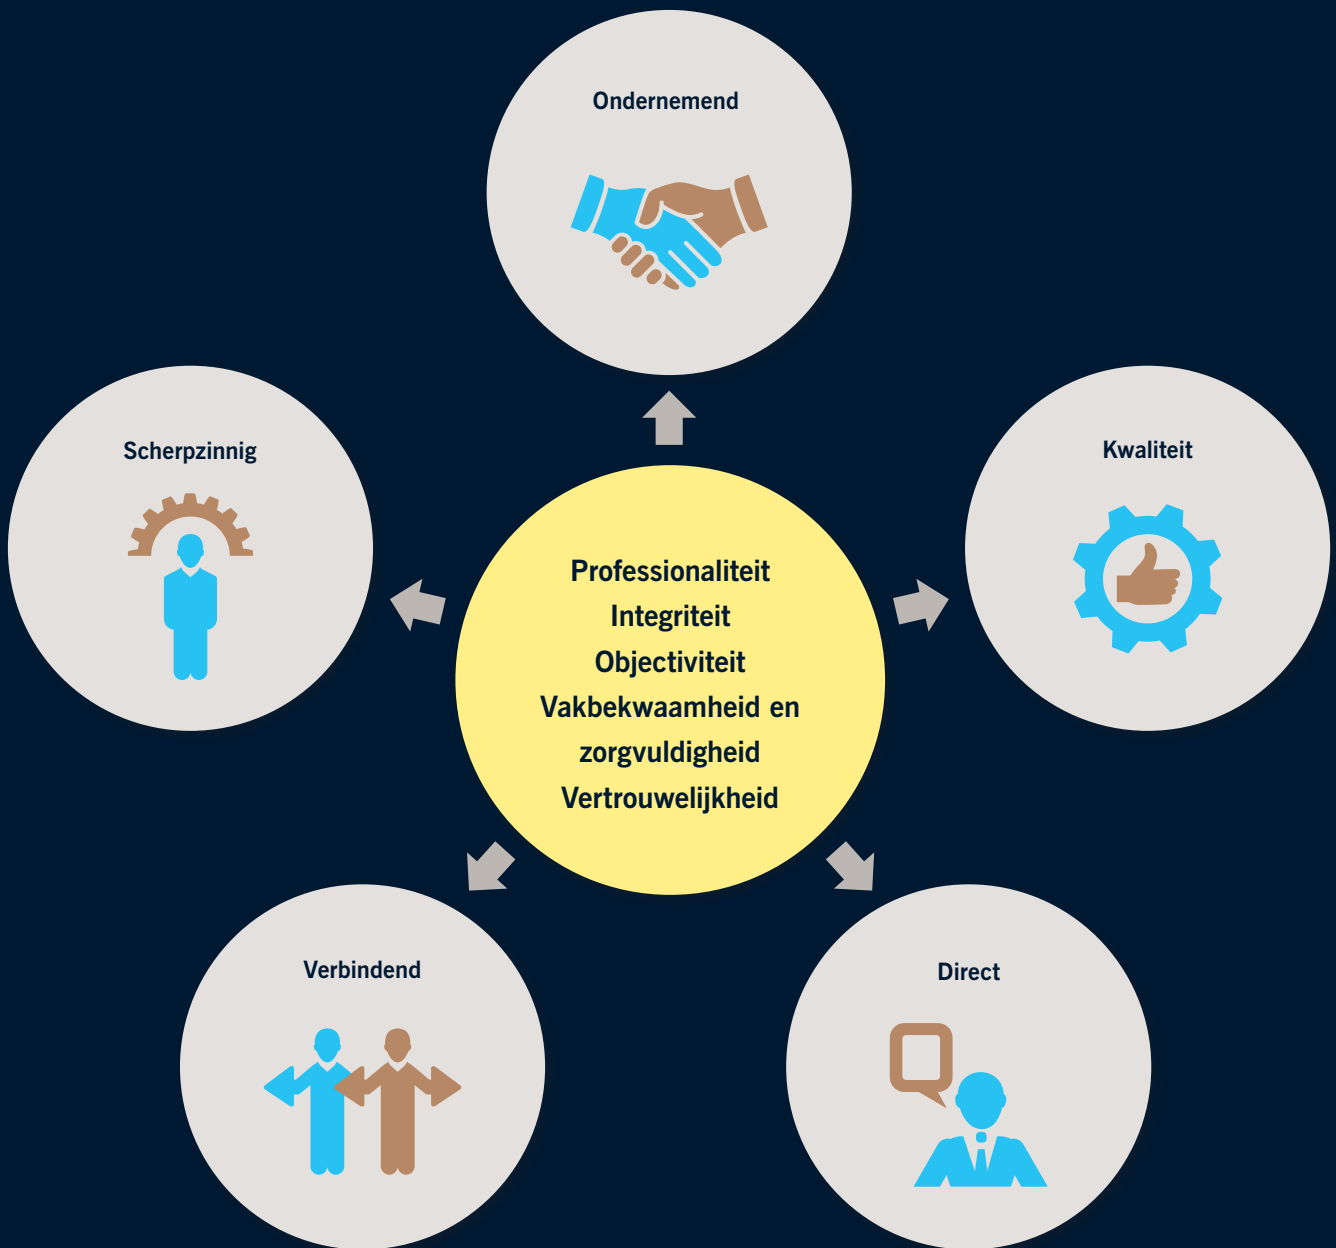 Ondernemend
Scherpzinnig
Kwaliteit
Professionaliteit
Integriteit
Objectiviteit
Vakbekwaamheid en
zorgvuldigheid
Vertrouwelijkheid
Verbindend
Direct